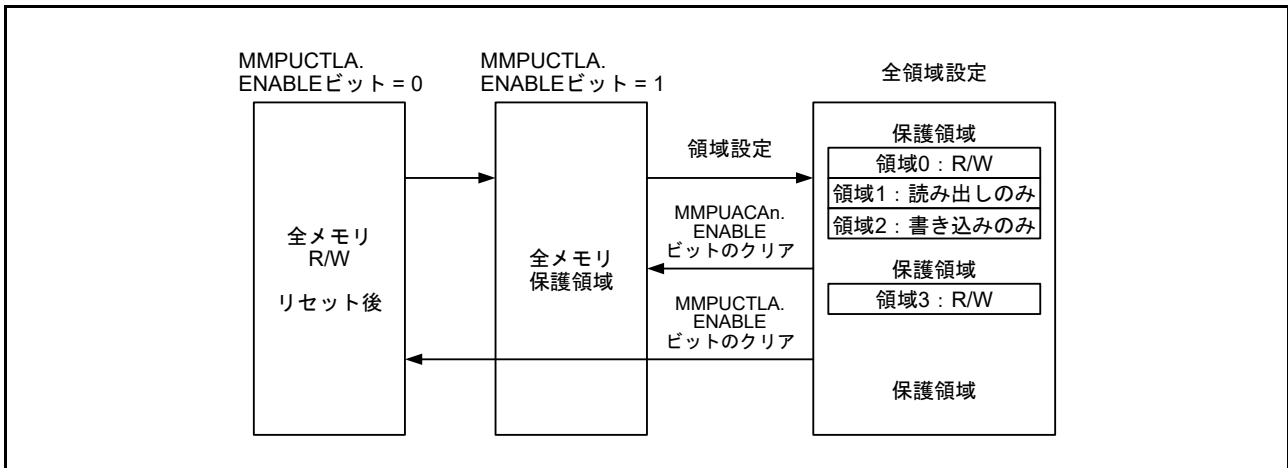 MMPUCTLA.
ENABLEビット = 0
MMPUCTLA.
ENABLEビット = 1
全領域設定
全メモリ
R/W
リセット後
全メモリ
保護領域
領域設定
MMPUACAn.
ENABLE
ビットのクリア
MMPUCTLA.
ENABLE
ビットのクリア
保護領域
領域0：R/W
領域1：読み出しのみ
領域2：書き込みのみ
保護領域
領域3：R/W
保護領域